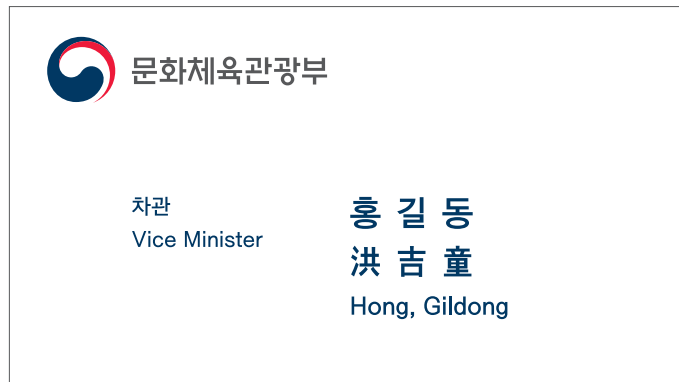 문화체육관광부
차관
Vice Minister
홍 길 동
洪 吉 童
Hong, Gildong